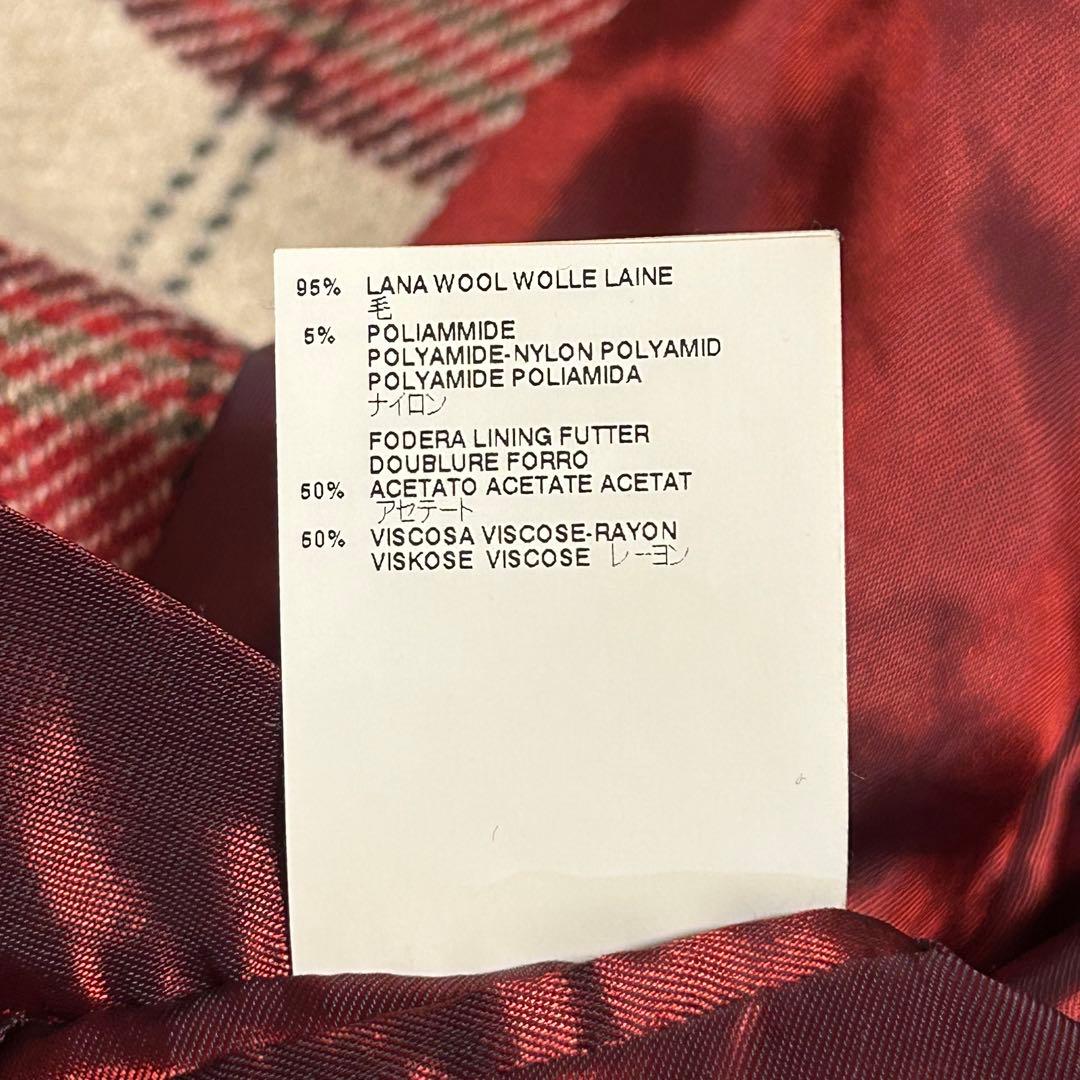 95% LANA WOOL WOLLE LAINE
毛
5% POLIAMMIDE
POLYAMIDE-NYLON POLYAMID
POLYAMIDE POLIAMIDA
ナイロン
FODERA LINING FUTTER
DOUBLURE FORRO
50% ACETATO ACETATE ACETAT
アセテート
50% VISCOSA VISCOSE-RAYON
VISKOSE VISCOSE レーヨン